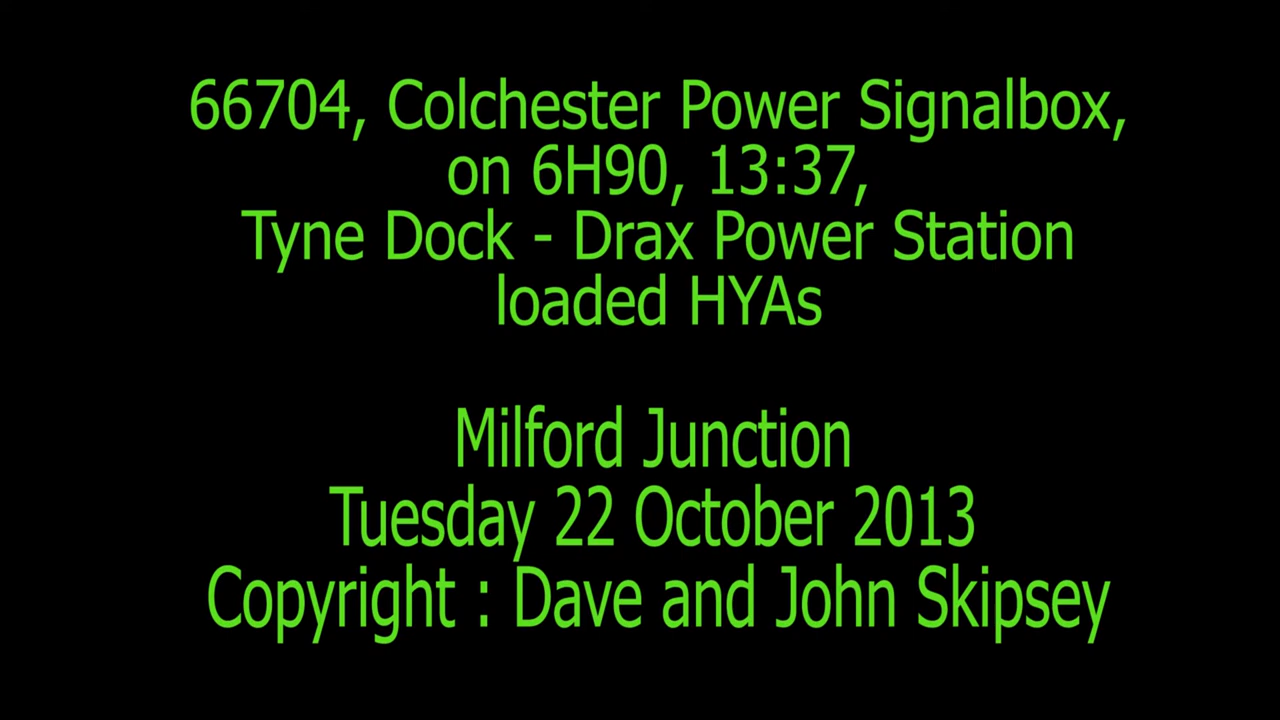 66704, Colchester Power Signalbox,
on 6H90, 13:37,
Tyne Dock - Drax Power Station
loaded HYAs
Milford Junction
Tuesday 22 October 2013
Copyright : Dave and John Skipsey